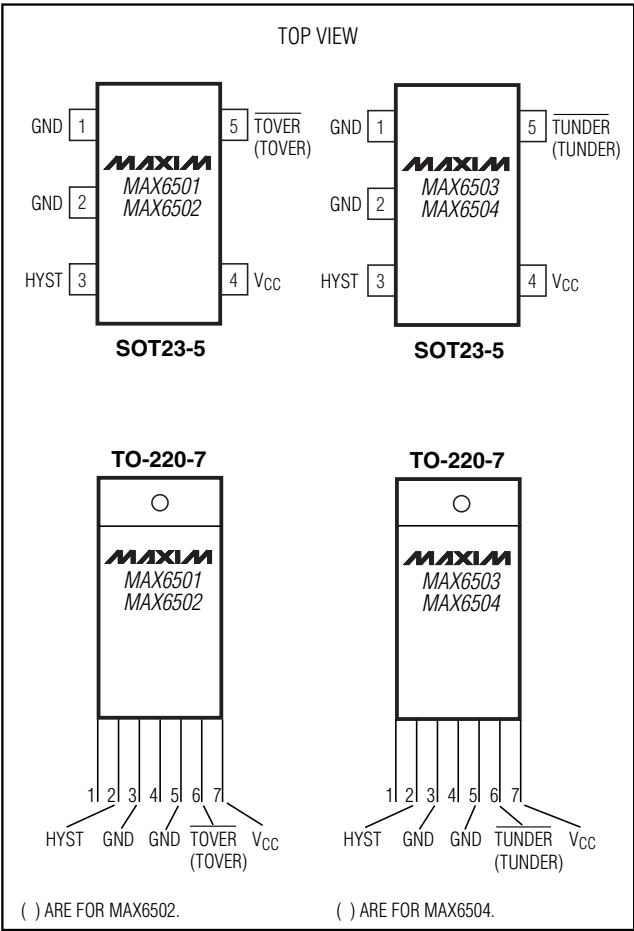 TOP VIEW
GND 1
5 TOVER
(TOVER)
MAXIM
MAX6501
MAX6502
GND 2
HYST 3
4 VCC
SOT23-5
GND 1
5 TUNDER
(TUNDER)
MAXIM
MAX6503
MAX6504
GND 2
HYST 3
4 VCC
SOT23-5
TO-220-7
MAXIM
MAX6501
MAX6502
1 2 3 4 5 6 7
HYST GND GND TOVER VCC
(TOVER)
( ) ARE FOR MAX6502.
TO-220-7
MAXIM
MAX6503
MAX6504
1 2 3 4 5 6 7
HYST GND GND TUNDER VCC
(TUNDER)
( ) ARE FOR MAX6504.